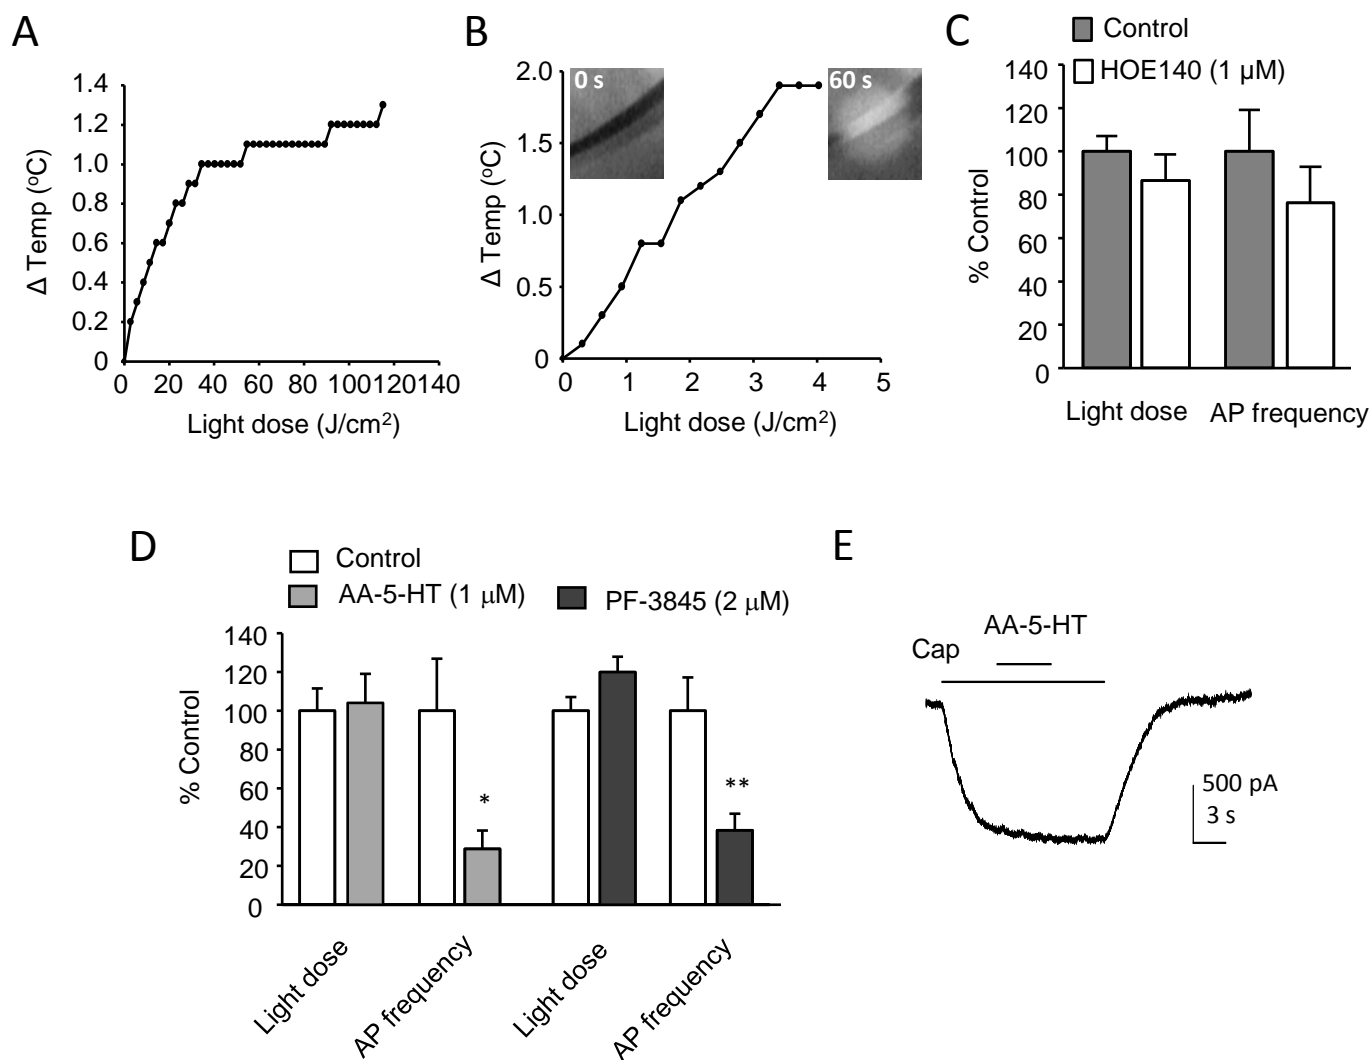 A
1.4
1.2
1.0
0.8
0.6
0.4
0.2
0
0 20 40 60 80 100 120 140
Δ Temp (°C)
Light dose (J/cm²)
B
2.0
1.5
1.0
0.5
0
0 1 2 3 4 5
0 s
60 s
Δ Temp (°C)
Light dose (J/cm²)
C
Control
HOE140 (1 µM)
140
120
100
80
60
40
20
0
% Control
Light dose AP frequency
D
Control
AA-5-HT (1 μM) PF-3845 (2 μM)
140
120
100
80
60
40
20
0
% Control
*
**
Light dose
AP frequency
Light dose
AP frequency
E
AA-5-HT
Cap
500 pA
3 s